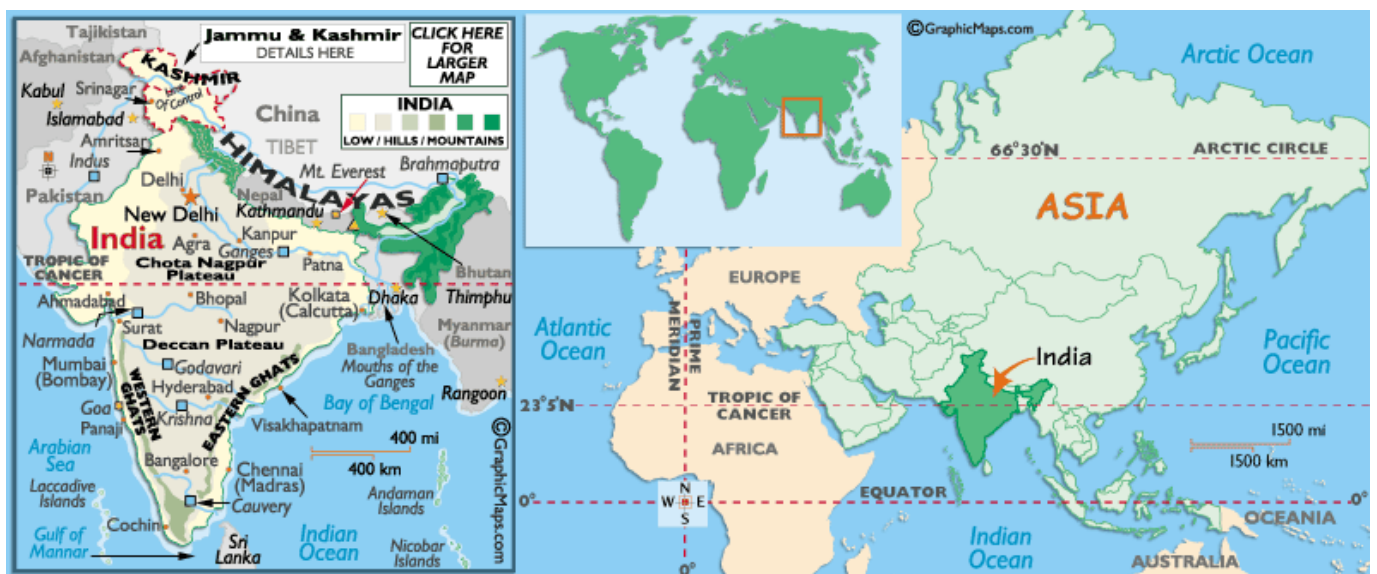 Tajikistan
Afghanistan
Jammu & Kashmir
DETAILS HERE
CLICK HERE
FOR
LARGER
MAP
KASHMIR
Kabul
Srinagar
Line
Of Control
Islamabad
China
TIBET
INDIA
LOW / HILLS / MOUNTAINS
Amritsar
N
Indus
Pakistan
HIMALAYAS
Mt. Everest
Brahmaputra
Delhi
Nepal
New Delhi
Kathmandu
India
Agra
Kanpur
Ganges
Chota Nagpur
Plateau
Patna
Bhutan
TROPIC OF
CANCER
Ahmadabad
Bhopal
Kolkata
(Calcutta)
Dhaka
Thimphu
Surat
Nagpur
Myanmar
(Burma)
Narmada
Deccan Plateau
Bangladesh
Mumbai
(Bombay)
Godavari
Mouths of the
Ganges
Hyderabad
WESTERN
GHATS
EASTERN GHATS
Rangoon
Goa
Krishna
Bay of Bengal
Panaji
Visakhapatnam
400 mi
400 km
Arabian
Sea
Bangalore
Laccadive
Islands
Chennai
(Madras)
Andaman
Islands
Cauvery
Cochin
Gulf of
Mannar
Sri
Lanka
Indian
Ocean
Nicobar
Islands
©GraphicMaps.com
©GraphicMaps.com
Arctic Ocean
66°30'N
ARCTIC CIRCLE
ASIA
EUROPE
Atlantic
Ocean
PRIME
MERIDIAN
India
Pacific
Ocean
23°5'N
TROPIC OF
CANCER
AFRICA
1500 mi
1500 km
N
W E
S
0°
EQUATOR
0°
OCEANIA
Indian
Ocean
AUSTRALIA
0°